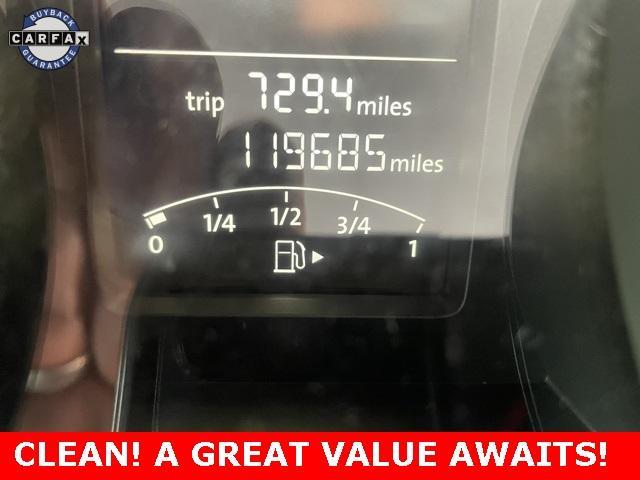 BUYBACK
CARFAX
GUARANTEE
trip 729.4 miles
119685 miles
0 1/4 1/2 3/4 1
CLEAN! A GREAT VALUE AWAITS!